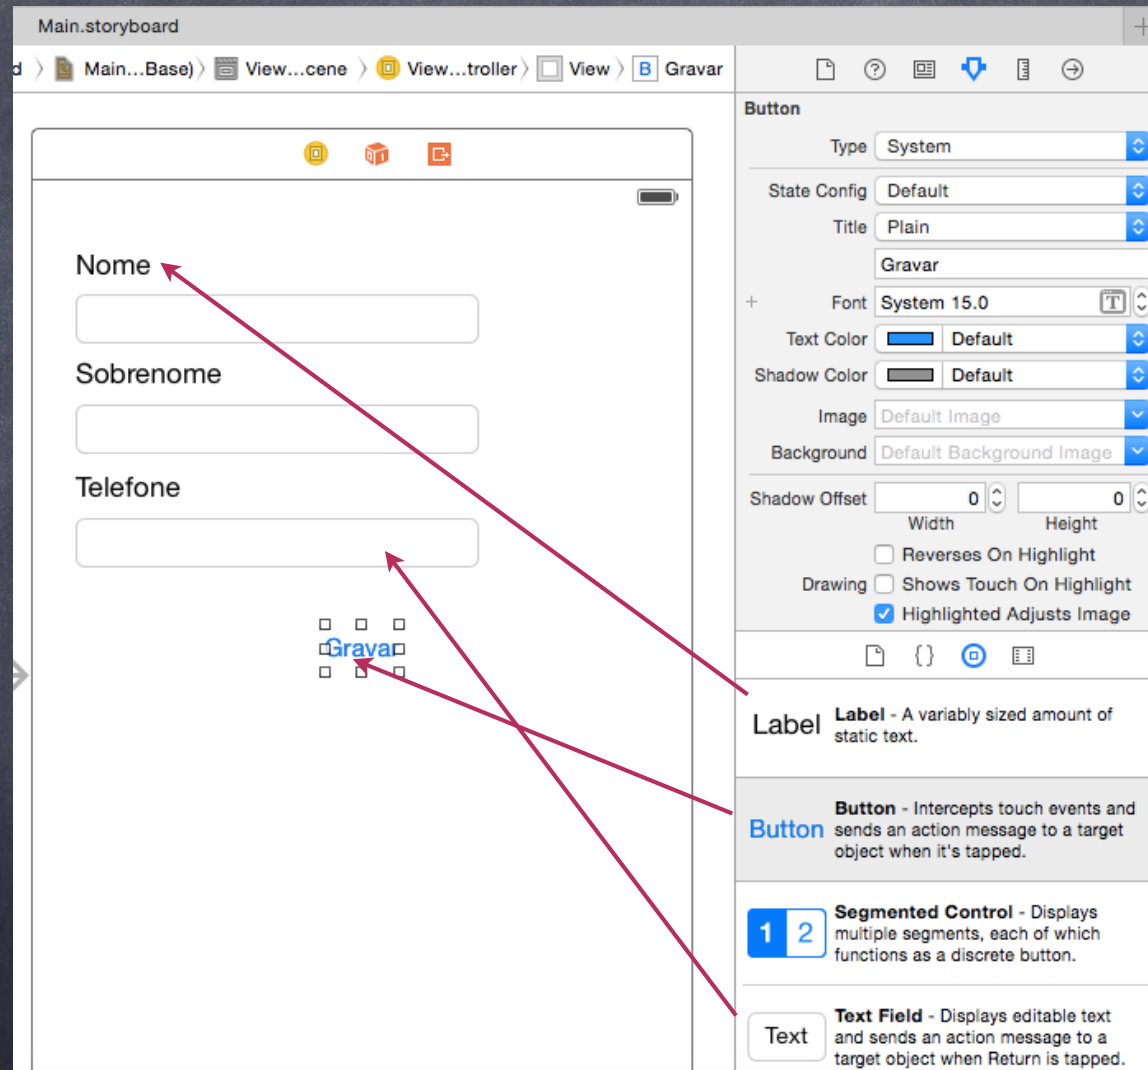 Main.storyboard
d Main...Base) View...cene View...troller View B Gravar
Button
Type System
State Config Default
Title Plain
Gravar
Font System 15.0 T
Text Color Default
Shadow Color Default
Image Default Image
Background Default Background Image
Shadow Offset 0 0
Width Height
Reverses On Highlight
Drawing Shows Touch On Highlight
Highlighted Adjusts Image
Nome
Sobrenome
Telefone
Gravar
{}
Label Label - A variably sized amount of
static text.
Button Button - Intercepts touch events and
sends an action message to a target
object when it's tapped.
1 2 Segmented Control - Displays
multiple segments, each of which
functions as a discrete button.
Text Text Field - Displays editable text
and sends an action message to a
target object when Return is tapped.